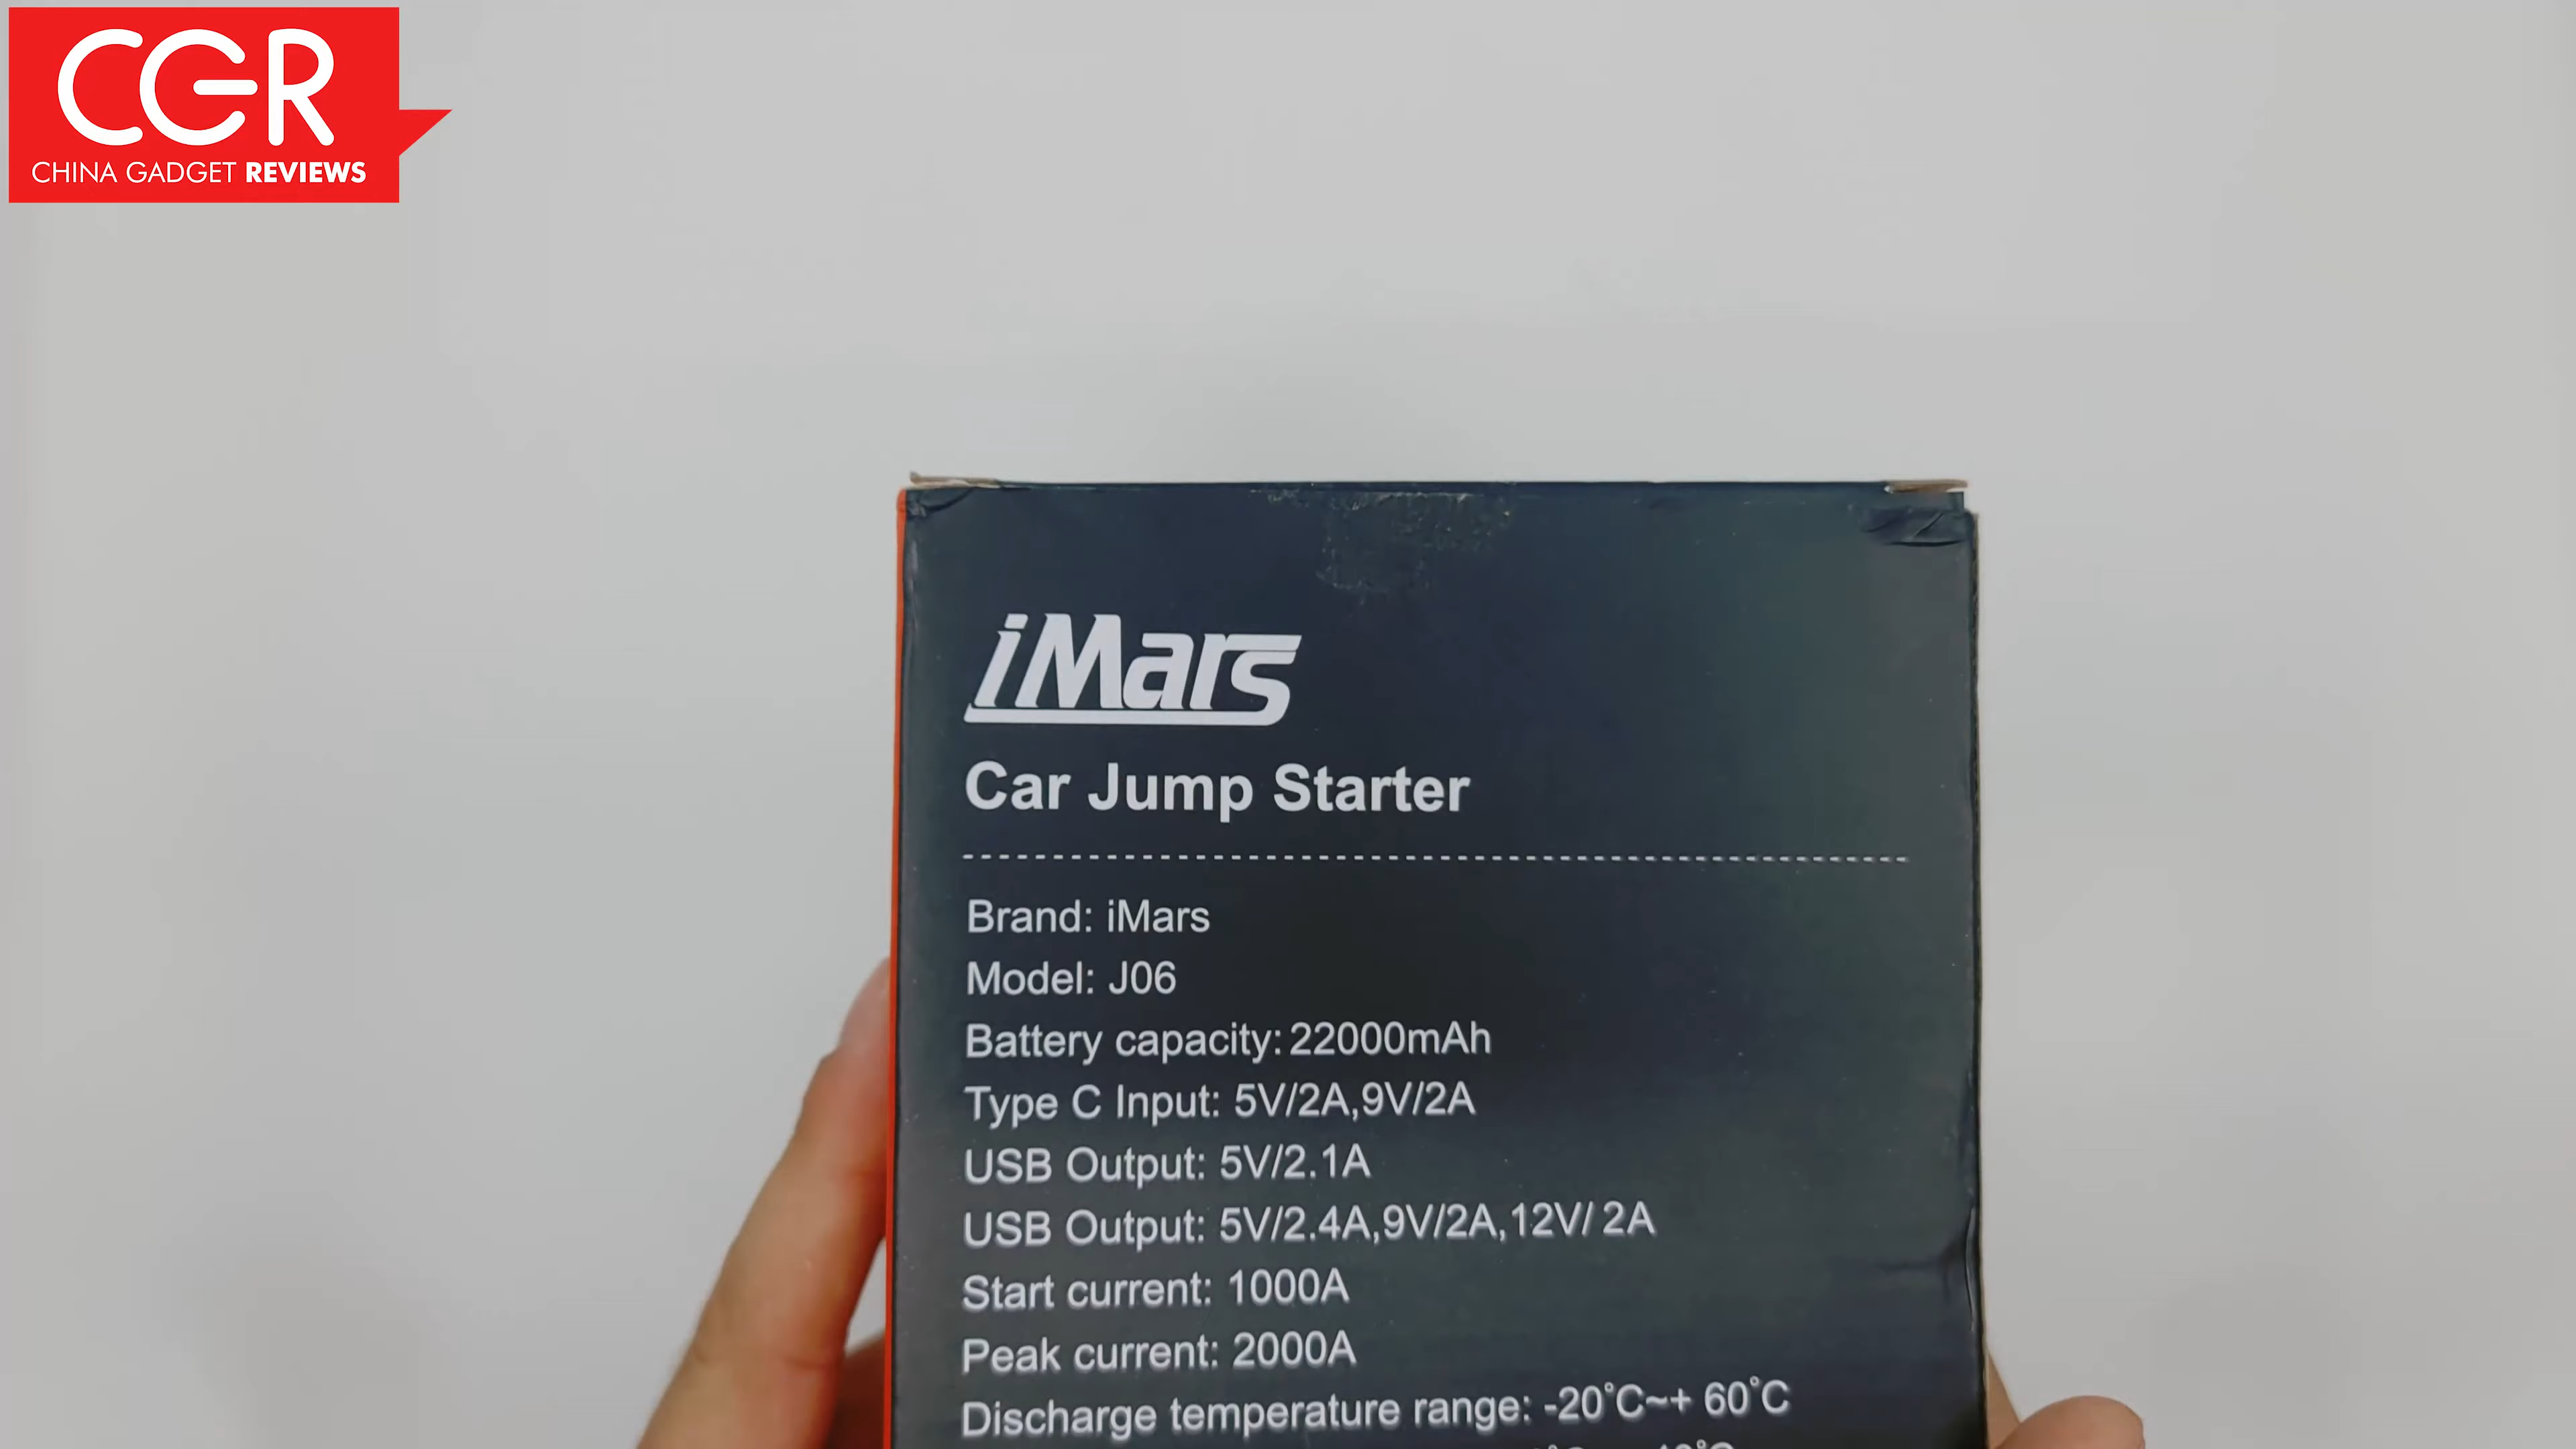 CGR
CHINA GADGET REVIEWS
iMars
Car Jump Starter
Brand: iMars
Model: J06
Battery capacity: 22000mAh
Type C Input: 5V/2A,9V/2A
USB Output: 5V/2.1A
USB Output: 5V/2.4A,9V/2A,12V/ 2A
Start current: 1000A
Peak current: 2000A
Discharge temperature range: -20°C~+ 60°C